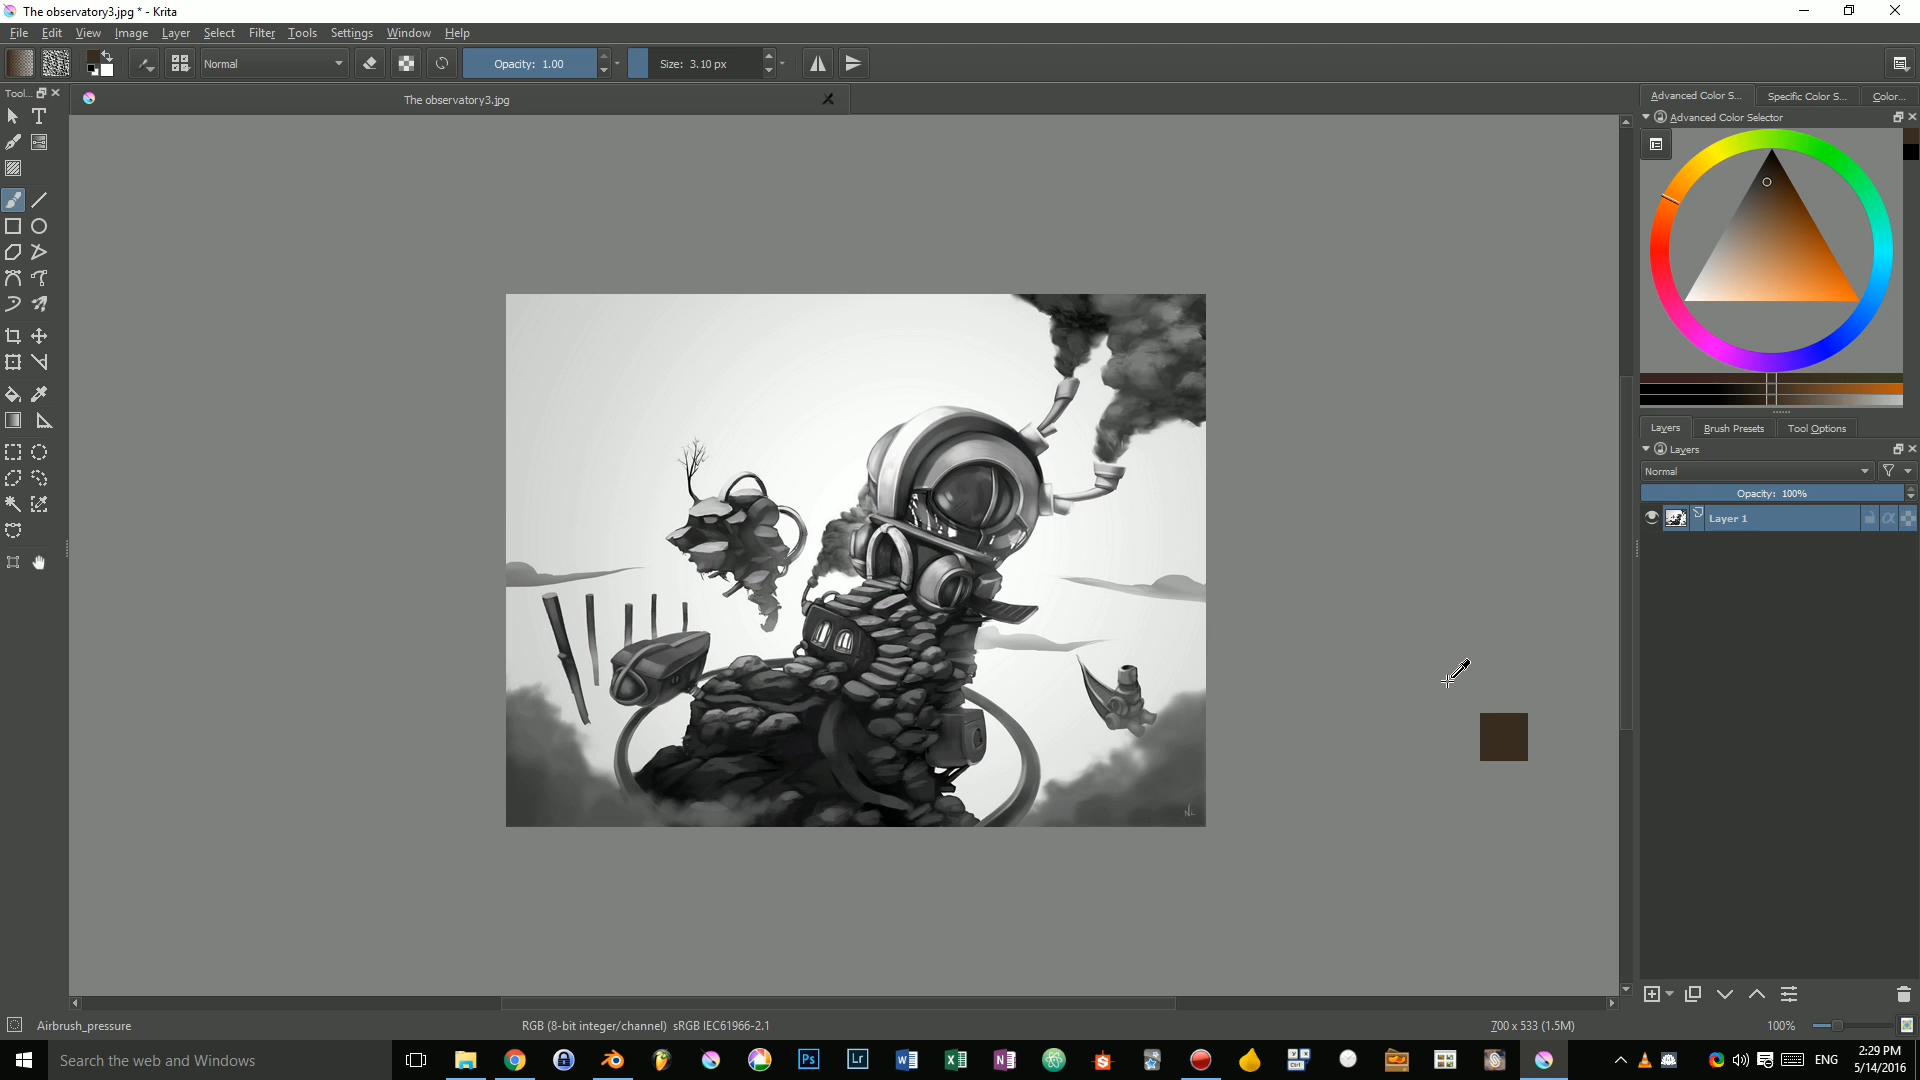 The observatory3.jpg * - Krita
File Edit View Image Layer Select Filter Tools Settings Window Help
Normal
Opacity: 1.00
Size: 3.10 px
Tool...
The observatory3.jpg
Advanced Color S...
Specific Color S...
Color...
Advanced Color Selector
Layers
Brush Presets
Tool Options
Layers
Normal
Opacity: 100%
Layer 1
NL
Airbrush_pressure
RGB (8-bit integer/channel) sRGB IEC61966-2.1
700 x 533 (1.5M)
100%
Search the web and Windows
Ps
Lr
ENG
2:29 PM
5/14/2016